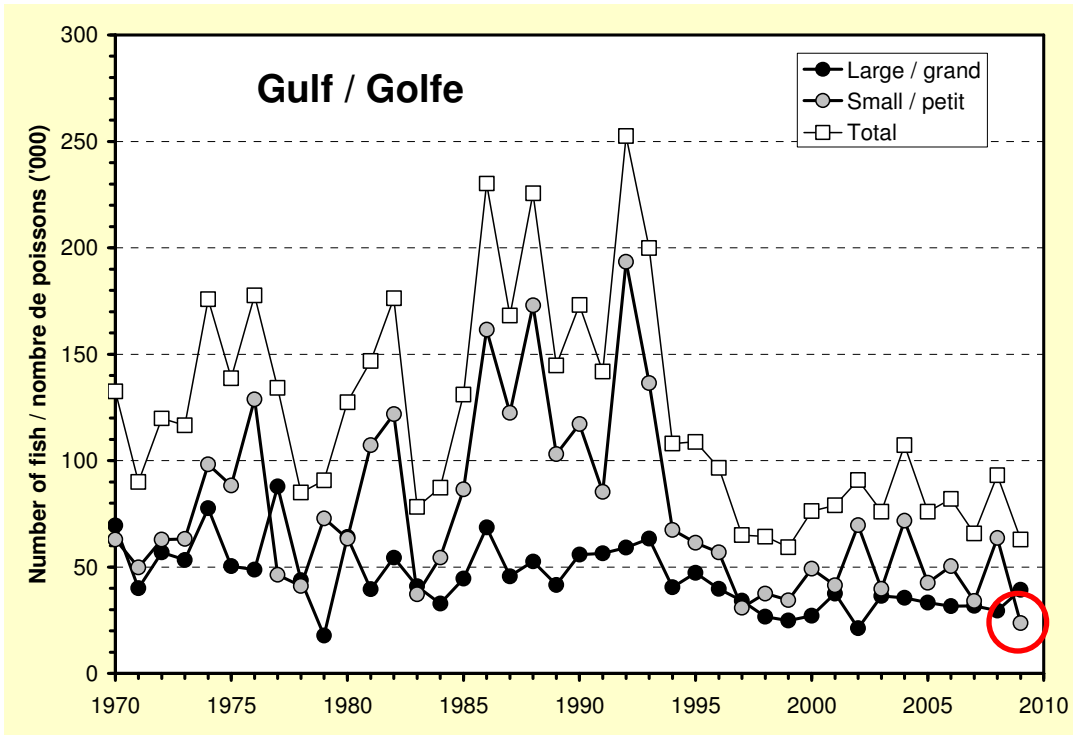 Gulf / Golfe
Large / grand
Small / petit
Total
Number of fish / nombre de poissons ('000)
300
250
200
150
100
50
0
1970 1975 1980 1985 1990 1995 2000 2005 2010